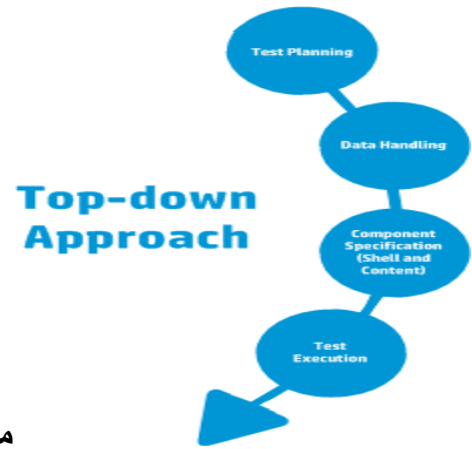 Test Planning
Data Handling
Top-down
Approach
Component
Specification
(Shell and
Content)
Test
Execution